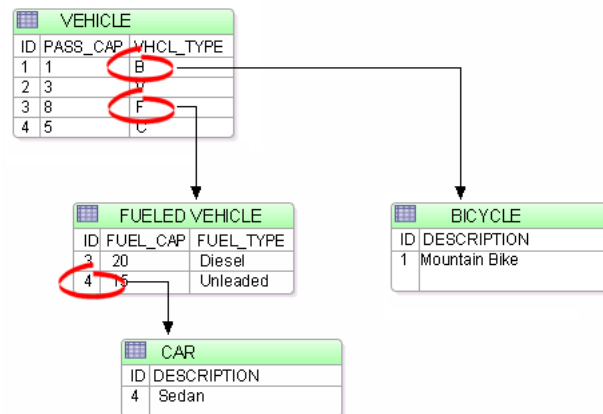 VEHICLE
ID PASS_CAP VHCL_TYPE
1 1 B
2 3 V
3 8 F
4 5 C
FUELED VEHICLE
ID FUEL_CAP FUEL_TYPE
3 20 Diesel
4 15 Unleaded
BICYCLE
ID DESCRIPTION
1 Mountain Bike
CAR
ID DESCRIPTION
4 Sedan